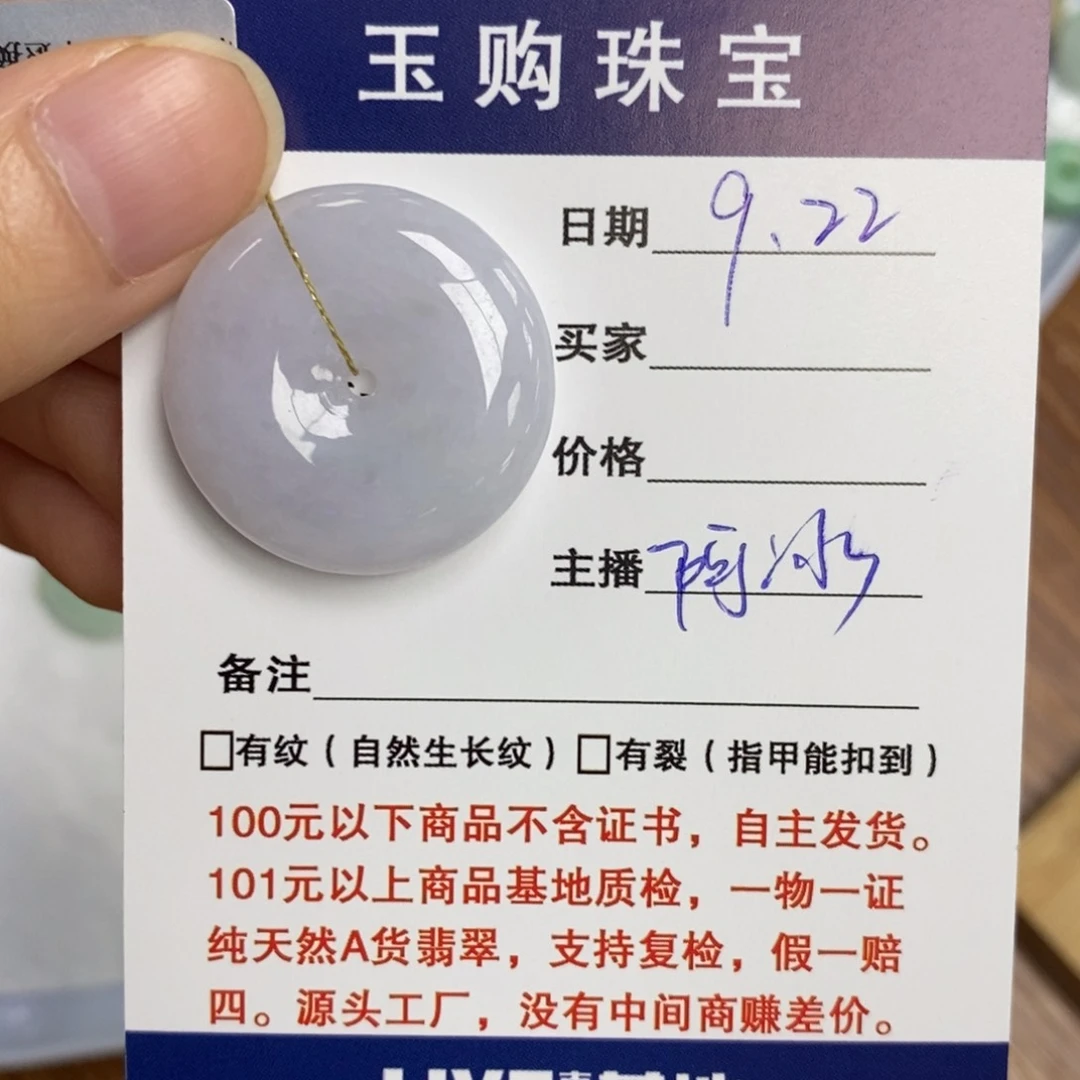 玉购珠宝
日期 9、22
买家
价格
主播 陶冰
备注
□有纹（自然生长纹）□有裂（指甲能扣到）
100元以下商品不含证书，自主发货。
101元以上商品基地质检，一物一证
纯天然A货翡翠，支持复检，假一赔
四。源头工厂，没有中间商赚差价。